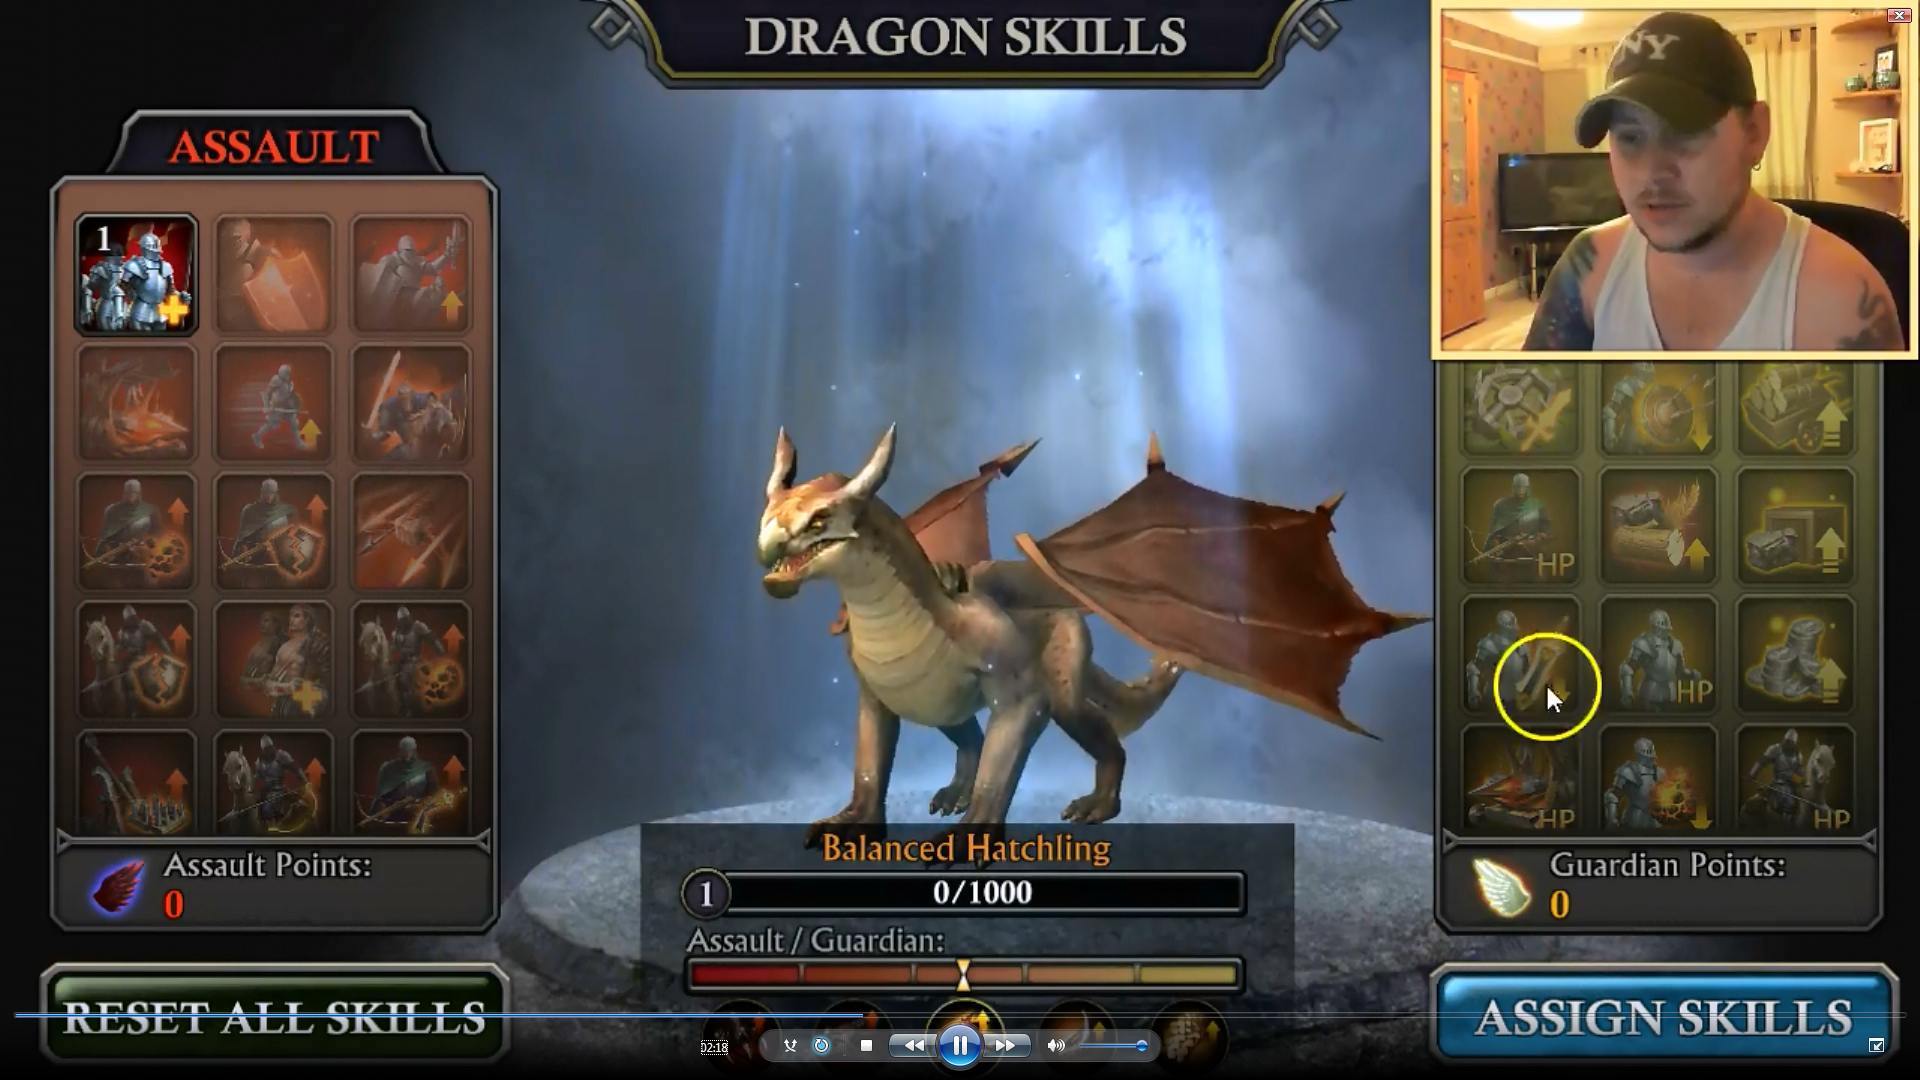 DRAGON SKILLS
NY
ASSAULT
1
HP
HP
HP
HP
Balanced Hatchling
1
0/1000
Assault / Guardian:
Assault Points:
0
Guardian Points:
0
RESET ALL SKILLS
ASSIGN SKILLS
02:18